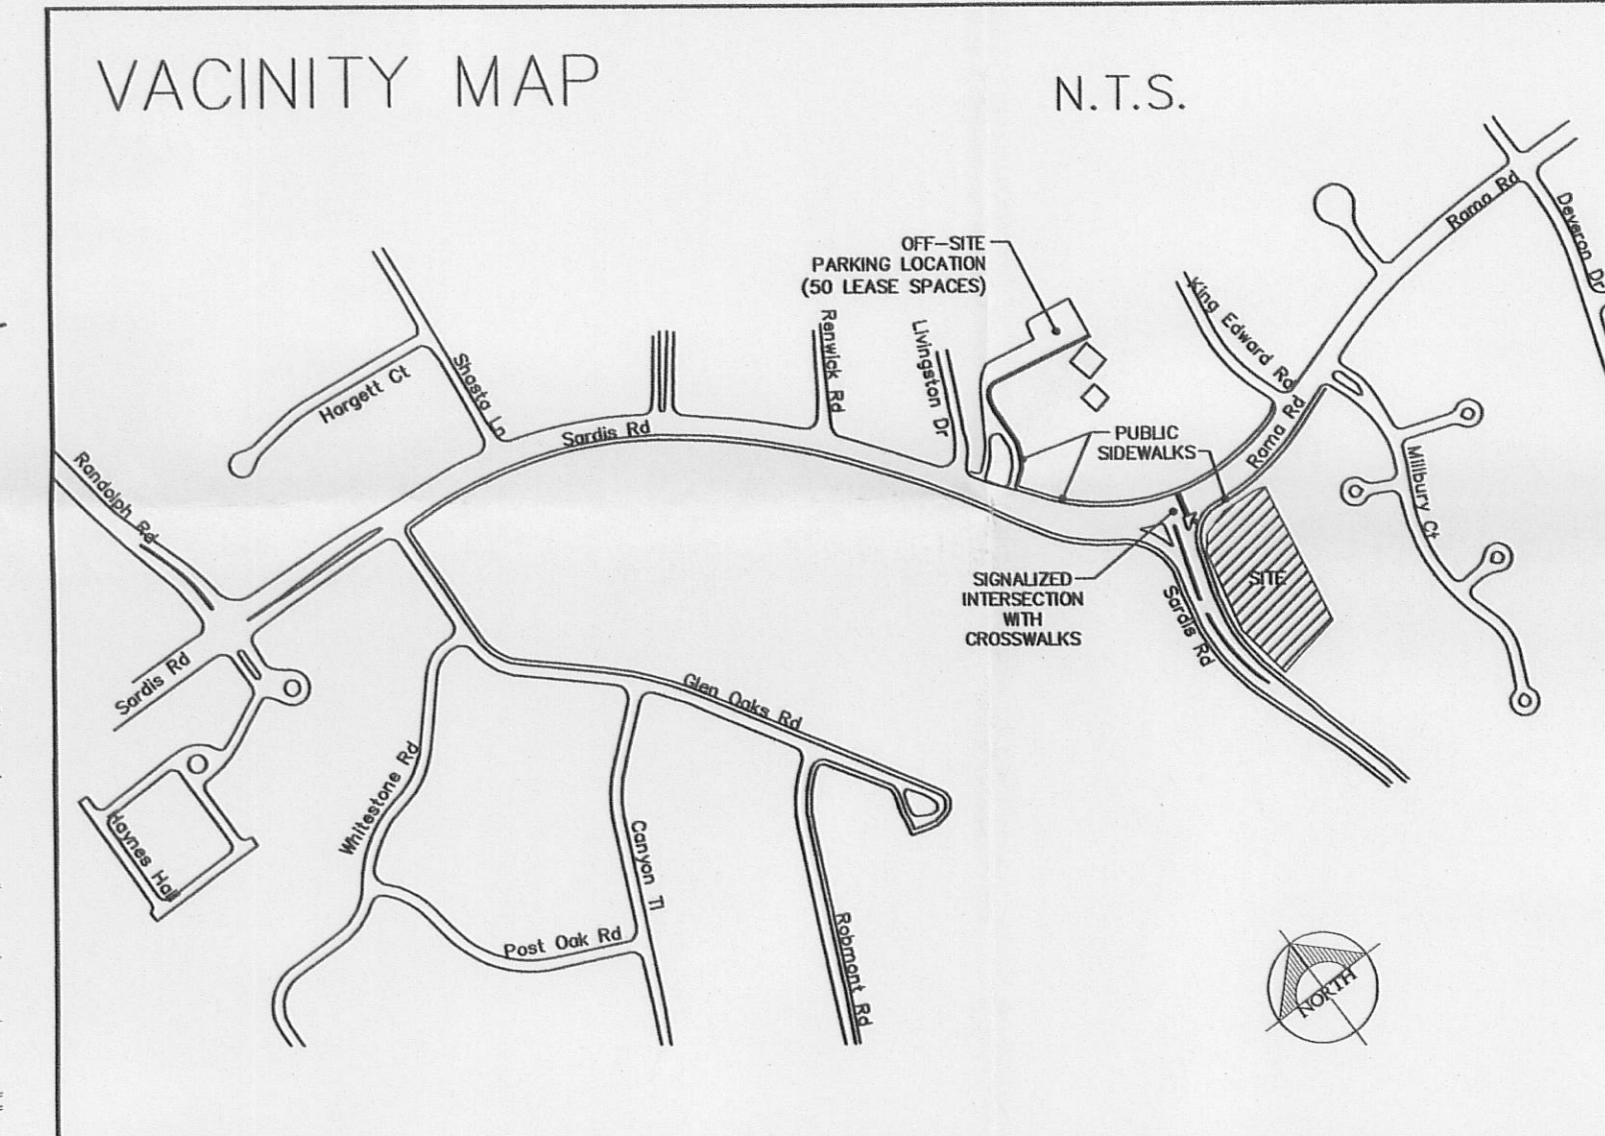 VACINITY MAP
N.T.S.
OFF-SITE
PARKING LOCATION
(50 LEASE SPACES)
Rama Rd
Deveron Dr
King Edward Rd
Renwick Rd
Livingston Dr
Shasta Ln
Hargett Ct
Sardis Rd
PUBLIC
SIDEWALKS
Rama Rd
Millbury Ct
Randolph Rd
SIGNALIZED
INTERSECTION
WITH
CROSSWALKS
SITE
Sardis Rd
Sardis Rd
Glen Oaks Rd
Whitestone Rd
Haynes Hall
Canyon Tl
Post Oak Rd
Robmont Rd
NORTH